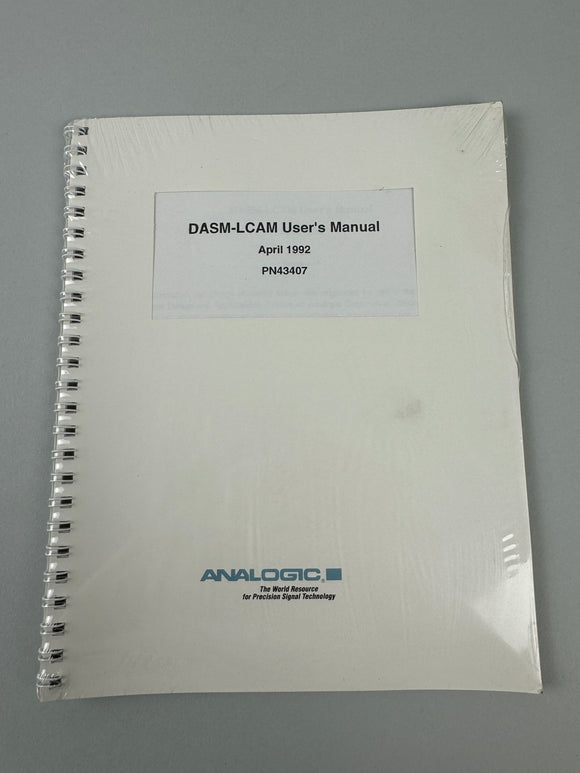 DASM-LCAM User's Manual
April 1992
PN43407
ANALOGIC.
The World Resource
for Precision Signal Technology